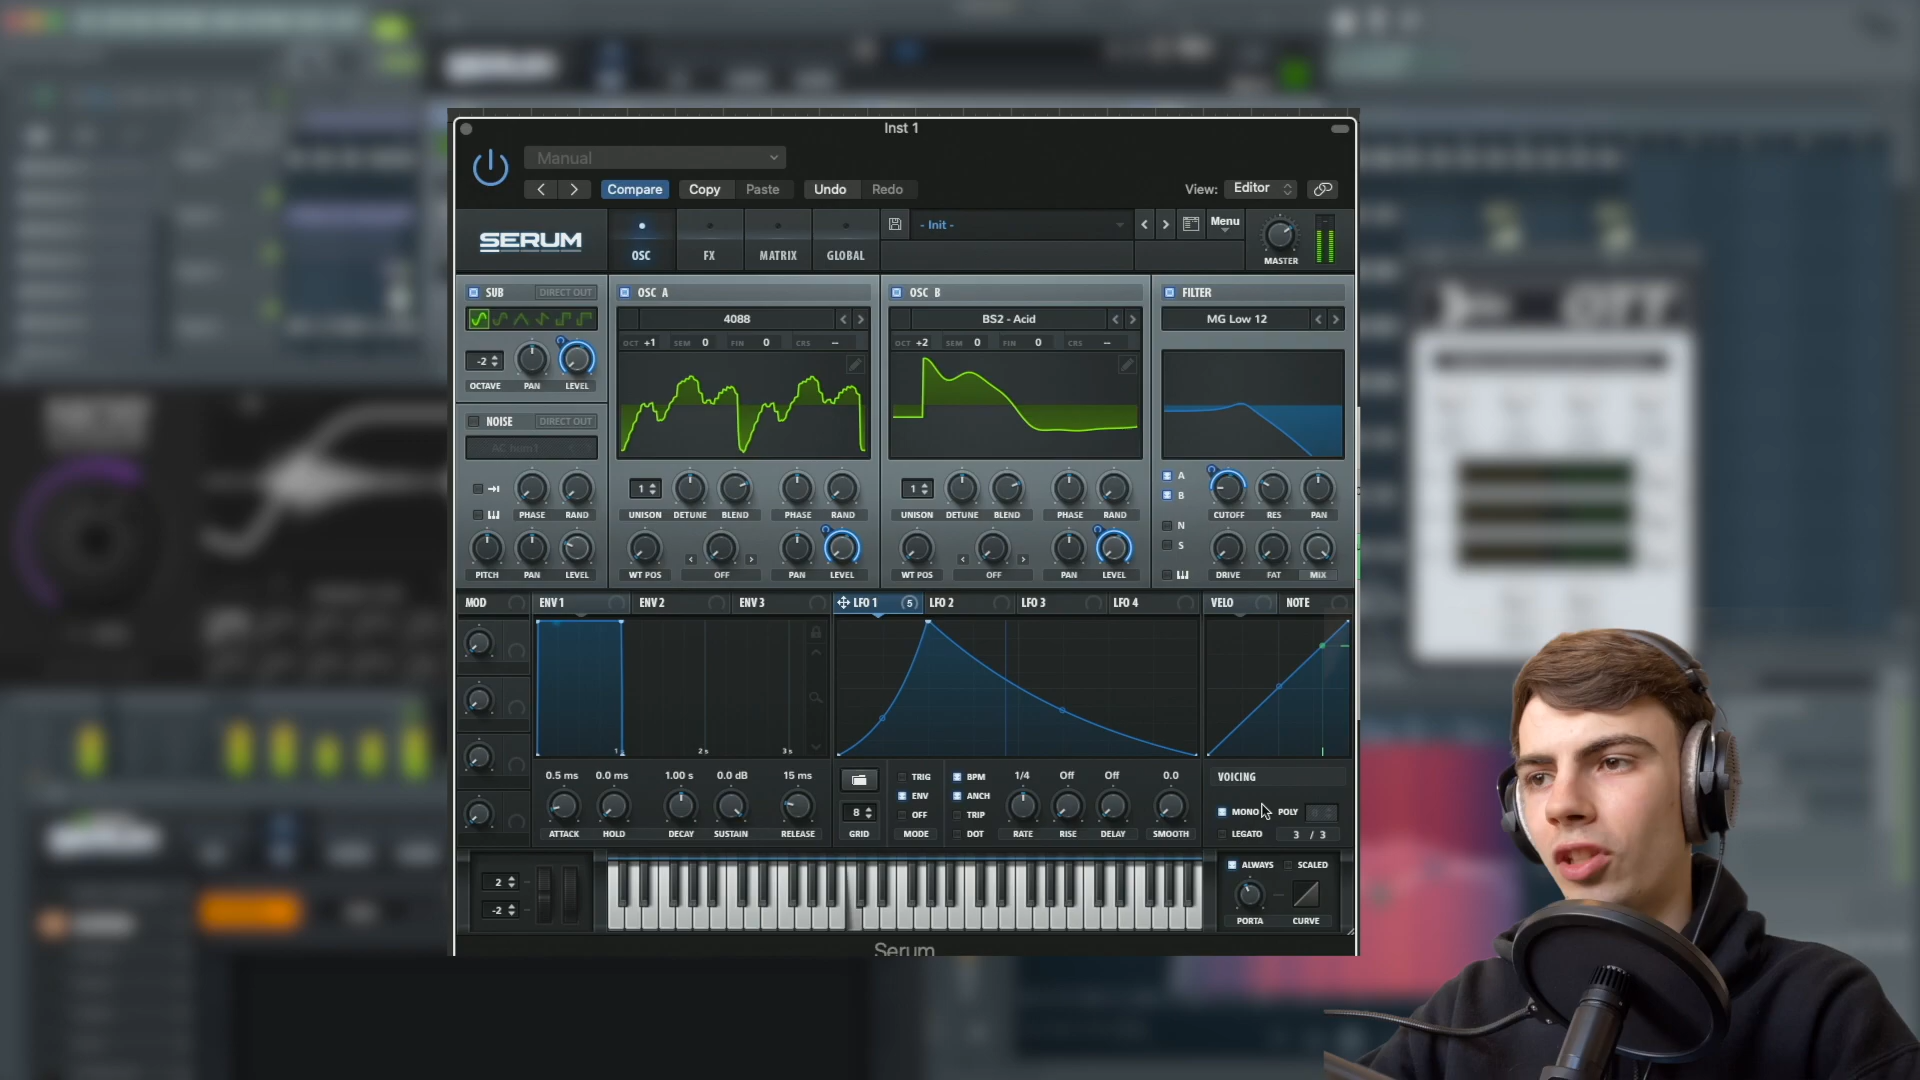 Inst 1
Manual
Compare Copy Paste Undo Redo View: Editor
SERUM OSC FX MATRIX GLOBAL - Init - Menu MASTER
SUB DIRECT OUT OSC A OSC B FILTER
4088 BS2 - Acid MG Low 12
OCT +1 SEM 0 FIN 0 CRS -- OCT +2 SEM 0 FIN 0 CRS --
-2
OCTAVE PAN LEVEL
NOISE DIRECT OUT
AC hum1
A
1 1 B
PHASE RAND UNISON DETUNE BLEND PHASE RAND UNISON DETUNE BLEND PHASE RAND CUTOFF RES PAN
N
S
PITCH PAN LEVEL WT POS OFF PAN LEVEL WT POS OFF PAN LEVEL DRIVE FAT MIX
MOD ENV 1 ENV 2 ENV 3 LFO 1 5 LFO 2 LFO 3 LFO 4 VELO NOTE
1 2 s 3 s
0.5 ms 0.0 ms 1.00 s 0.0 dB 15 ms TRIG BPM 1/4 Off Off 0.0 VOICING
ENV ANCH
8 OFF TRIP MONO POLY
ATTACK HOLD DECAY SUSTAIN RELEASE GRID MODE DOT RATE RISE DELAY SMOOTH LEGATO 3 / 3
2 ALWAYS SCALED
-2
PORTA CURVE
Serum